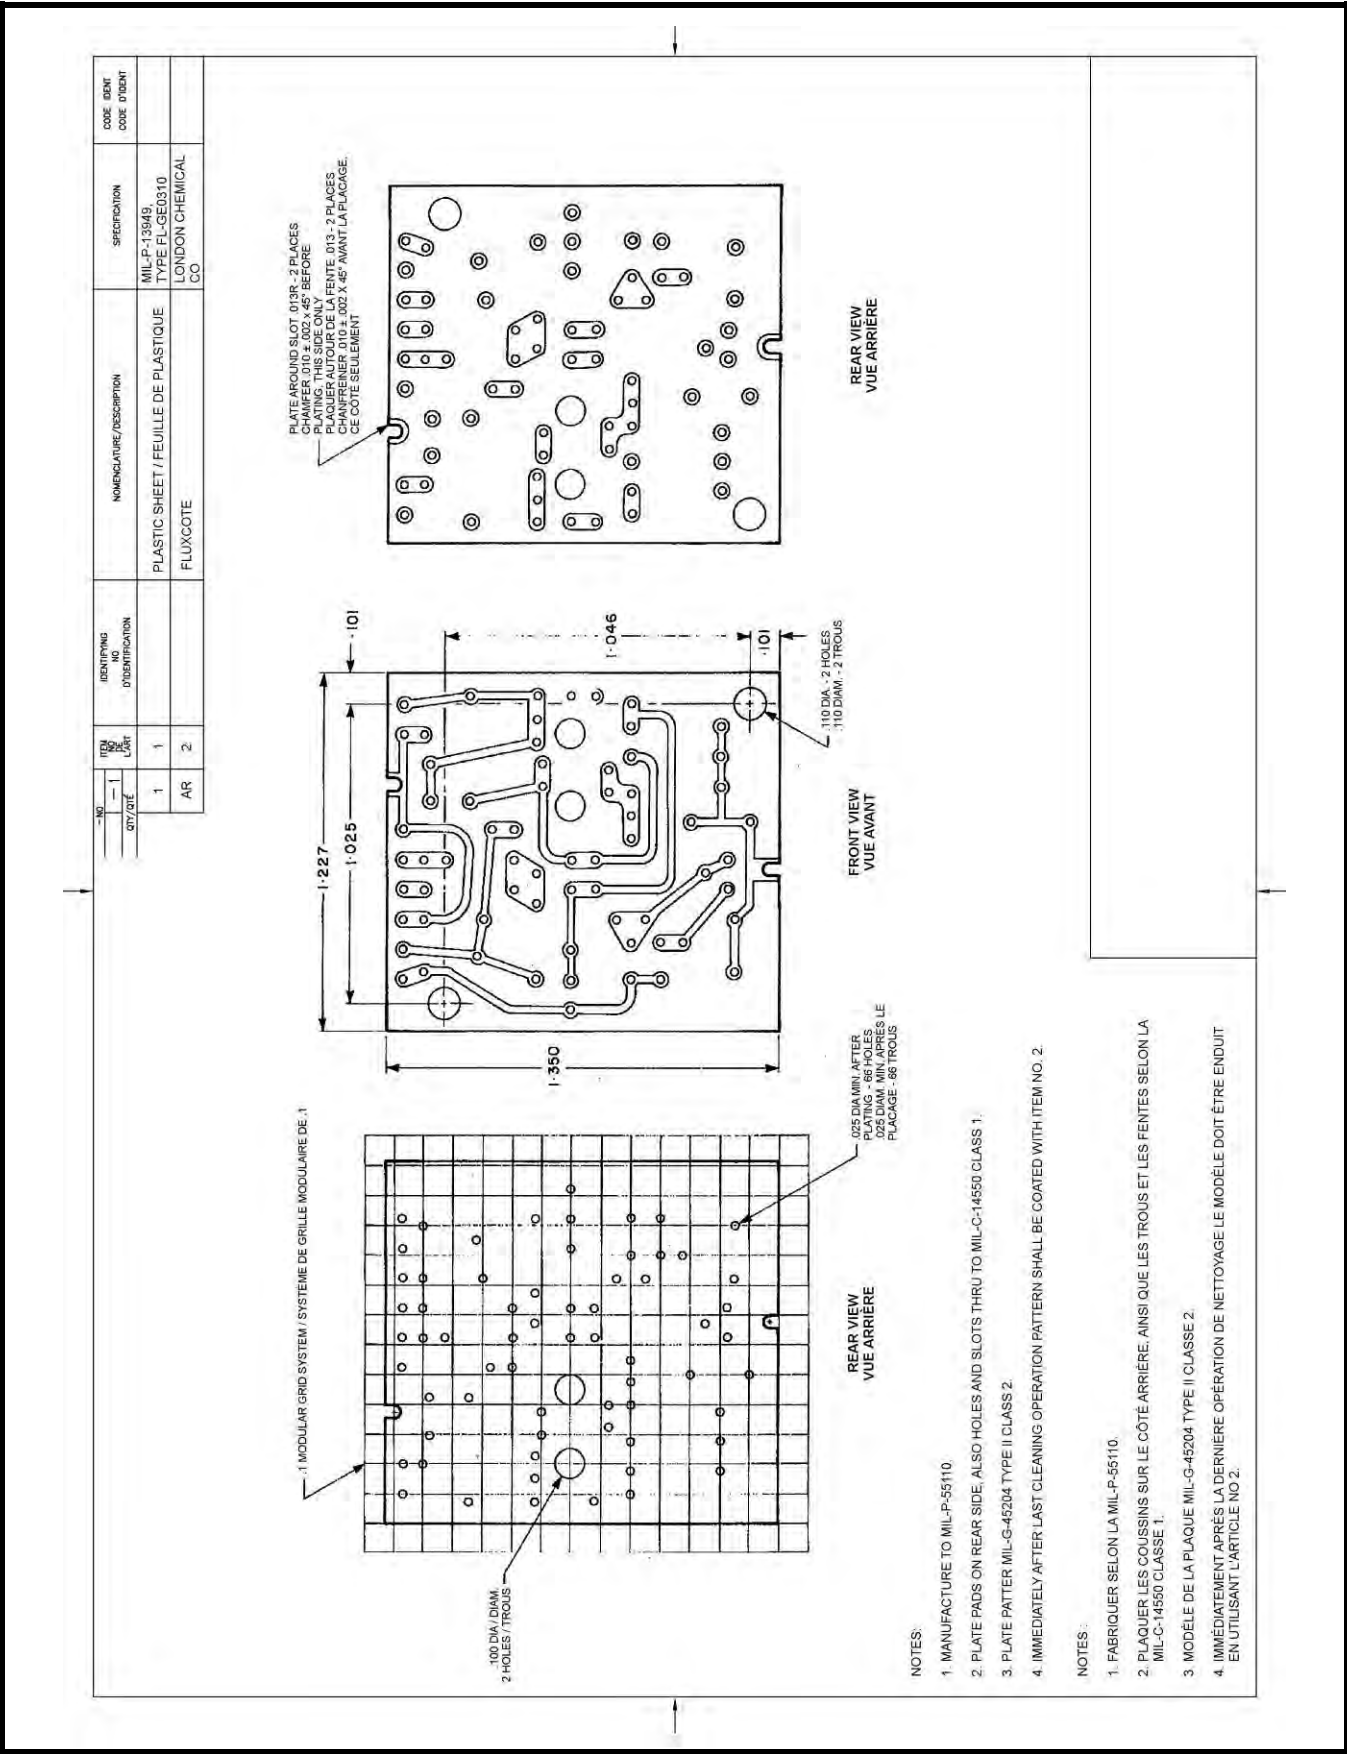 - NO
- 1
QTY/QTÉ
ITEM
NO
DE
L'ART
IDENTIFYING
NO
D'IDENTIFICATION
NOMENCLATURE/DESCRIPTION
SPECIFICATION
CODE IDENT
CODE D'IDENT
1
1
PLASTIC SHEET / FEUILLE DE PLASTIQUE
MIL-P-13949,
TYPE FL-GE0310
AR
2
FLUXCOTE
LONDON CHEMICAL
CO
.1 MODULAR GRID SYSTEM / SYSTEME DE GRILLE MODULAIRE DE .1
.100 DIA / DIAM.
2 HOLES / TROUS
.025 DIA MIN. AFTER
PLATING - 66 HOLES
.025 DIAM. MIN. APRÈS LE
PLACAGE - 66 TROUS
REAR VIEW
VUE ARRIÈRE
1.227
1.025
.101
1.350
1.046
.101
.110 DIA. - 2 HOLES
.110 DIAM. - 2 TROUS
FRONT VIEW
VUE AVANT
PLATE AROUND SLOT .013R - 2 PLACES
CHAMFER .010 ± .002 x 45° BEFORE
PLATING, THIS SIDE ONLY
PLAQUER AUTOUR DE LA FENTE .013 - 2 PLACES
CHANFREINER .010 ± .002 X 45° AVANT LA PLACAGE,
CE CÔTÉ SEULEMENT
REAR VIEW
VUE ARRIÈRE
NOTES:
1. MANUFACTURE TO MIL-P-55110.
2. PLATE PADS ON REAR SIDE, ALSO HOLES AND SLOTS THRU TO MIL-C-14550 CLASS 1.
3. PLATE PATTER MIL-G-45204 TYPE II CLASS 2.
4. IMMEDIATELY AFTER LAST CLEANING OPERATION PATTERN SHALL BE COATED WITH ITEM NO. 2.
NOTES :
1. FABRIQUER SELON LA MIL-P-55110.
2. PLAQUER LES COUSSINS SUR LE CÔTÉ ARRIÈRE, AINSI QUE LES TROUS ET LES FENTES SELON LA
MIL-C-14550 CLASSE 1.
3. MODÈLE DE LA PLAQUE MIL-G-45204 TYPE II CLASSE 2.
4. IMMÉDIATEMENT APRÈS LA DERNIÈRE OPÉRATION DE NETTOYAGE LE MODÈLE DOIT ÊTRE ENDUIT
EN UTILISANT L'ARTICLE NO 2.